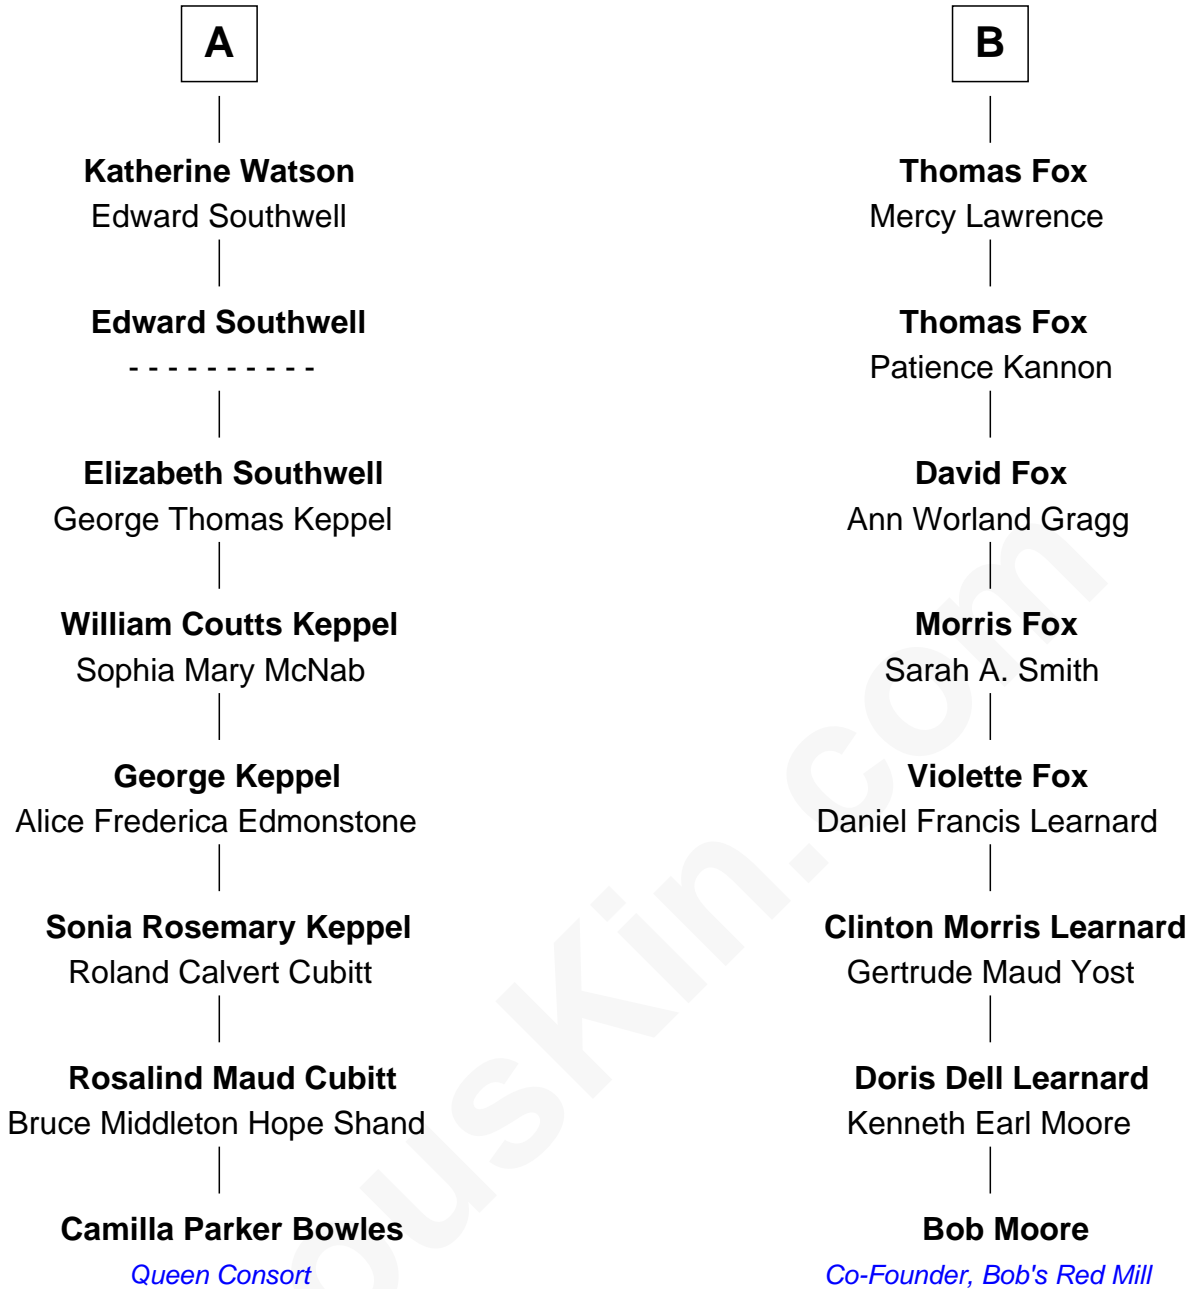 A
Katherine Watson
Edward Southwell
Edward Southwell
- - - - - - - - - -
Elizabeth Southwell
George Thomas Keppel
William Coutts Keppel
Sophia Mary McNab
George Keppel
Alice Frederica Edmonstone
Sonia Rosemary Keppel
Roland Calvert Cubitt
Rosalind Maud Cubitt
Bruce Middleton Hope Shand
Camilla Parker Bowles
Queen Consort
B
Thomas Fox
Mercy Lawrence
Thomas Fox
Patience Kannon
David Fox
Ann Worland Gragg
Morris Fox
Sarah A. Smith
Violette Fox
Daniel Francis Learnard
Clinton Morris Learnard
Gertrude Maud Yost
Doris Dell Learnard
Kenneth Earl Moore
Bob Moore
Co-Founder, Bob's Red Mill
ousKin.com